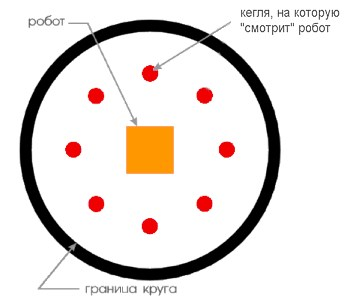 кегля, на которую
"смотрит" робот
робот
граница круга